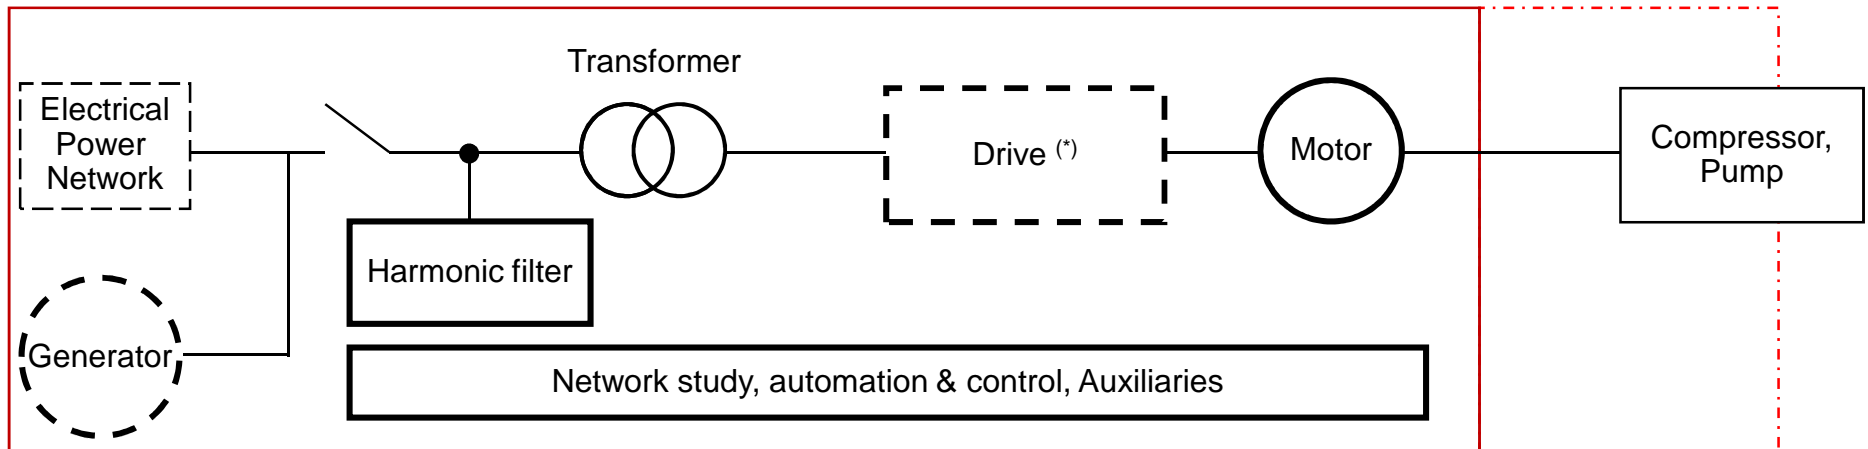 Transformer
Electrical
Power
Network
Drive (*)
Motor
Compressor,
Pump
Harmonic filter
Generator
Network study, automation & control, Auxiliaries